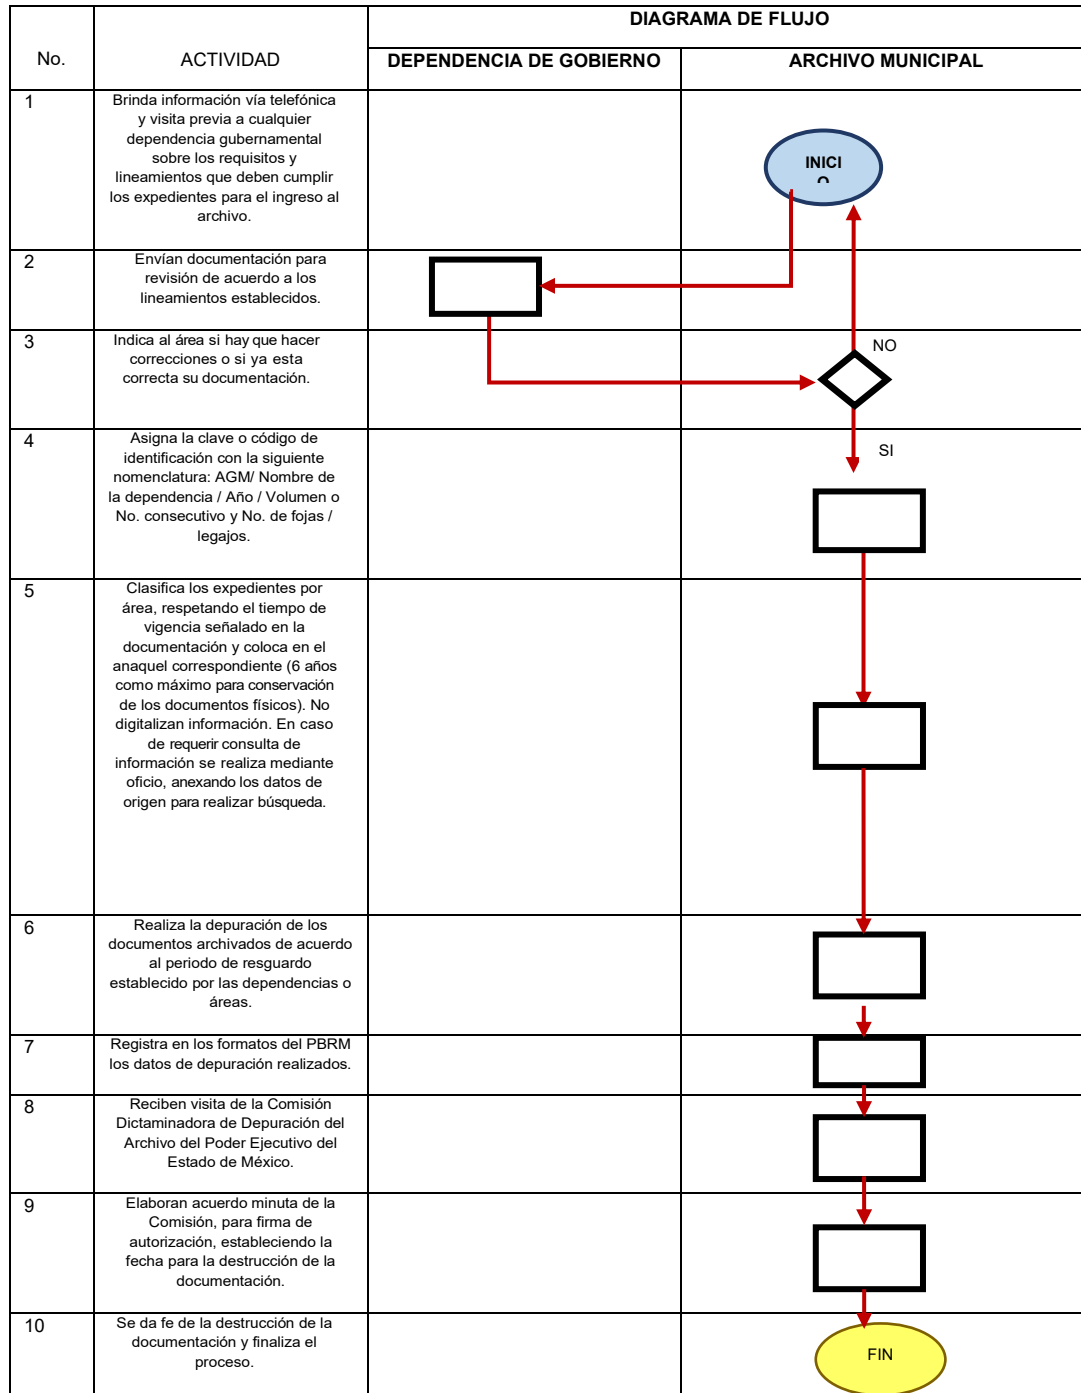 DIAGRAMA DE FLUJO
No.
ACTIVIDAD
DEPENDENCIA DE GOBIERNO
ARCHIVO MUNICIPAL
1
Brinda información vía telefónica
y visita previa a cualquier
dependencia gubernamental
sobre los requisitos y
lineamientos que deben cumplir
los expedientes para el ingreso al
archivo.
INICI
O
2
Envían documentación para
revisión de acuerdo a los
lineamientos establecidos.
3
Indica al área si hay que hacer
correcciones o si ya esta
correcta su documentación.
NO
4
Asigna la clave o código de
identificación con la siguiente
nomenclatura: AGM/ Nombre de
la dependencia / Año / Volumen o
No. consecutivo y No. de fojas /
legajos.
SI
5
Clasifica los expedientes por
área, respetando el tiempo de
vigencia señalado en la
documentación y coloca en el
anaquel correspondiente (6 años
como máximo para conservación
de los documentos físicos). No
digitalizan información. En caso
de requerir consulta de
información se realiza mediante
oficio, anexando los datos de
origen para realizar búsqueda.
6
Realiza la depuración de los
documentos archivados de acuerdo
al periodo de resguardo
establecido por las dependencias o
áreas.
7
Registra en los formatos del PBRM
los datos de depuración realizados.
8
Reciben visita de la Comisión
Dictaminadora de Depuración del
Archivo del Poder Ejecutivo del
Estado de México.
9
Elaboran acuerdo minuta de la
Comisión, para firma de
autorización, estableciendo la
fecha para la destrucción de la
documentación.
10
Se da fe de la destrucción de la
documentación y finaliza el
proceso.
FIN